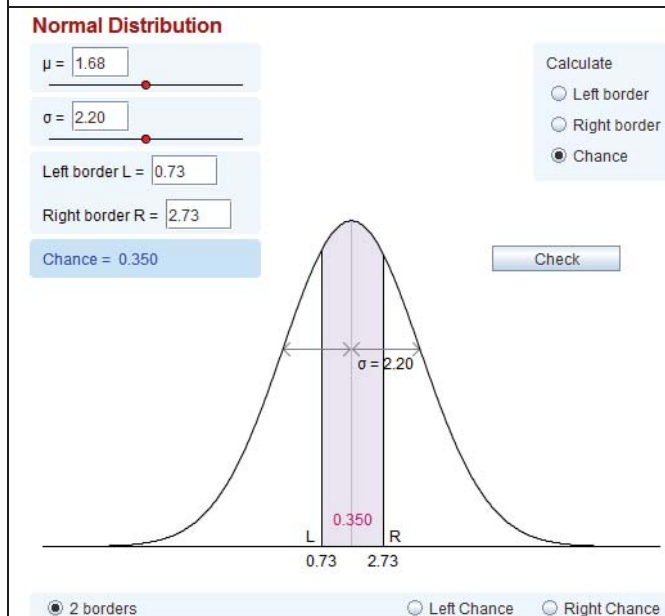 Normal Distribution
μ = 1.68
σ = 2.20
Left border L = 0.73
Right border R = 2.73
Chance = 0.350
Calculate
Left border
Right border
Chance
Check
σ = 2.20
0.350
L R
0.73 2.73
2 borders Left Chance Right Chance